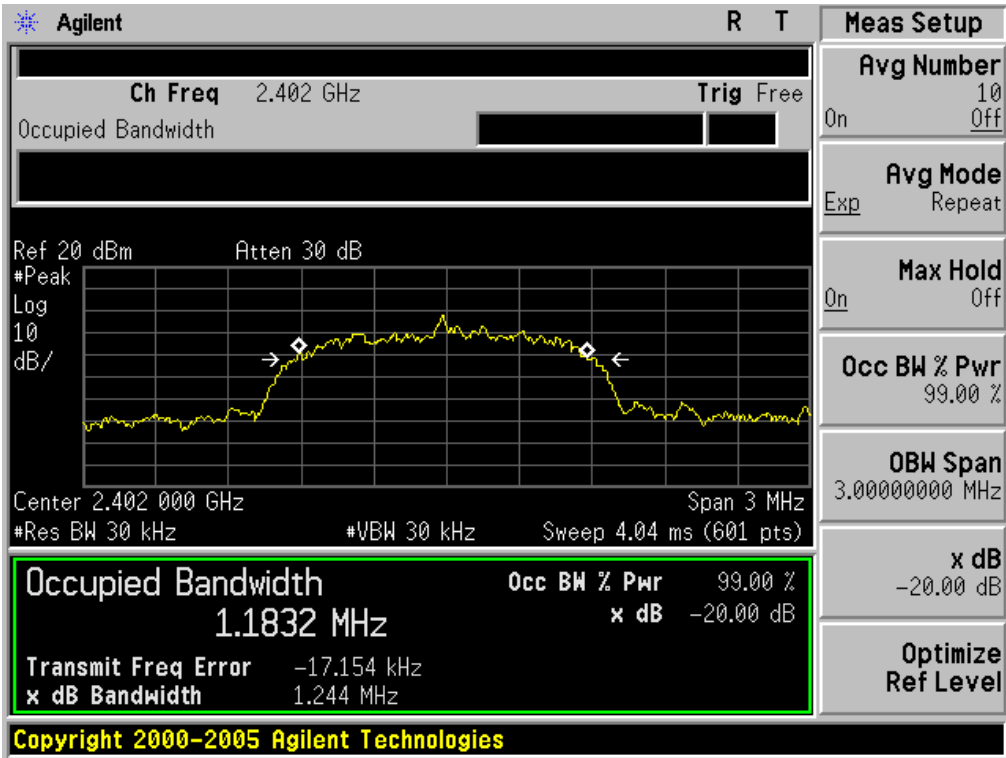 Agilent R T
Ch Freq 2.402 GHz Trig Free
Occupied Bandwidth
Ref 20 dBm Atten 30 dB
#Peak
Log
10
dB/
Center 2.402 000 GHz Span 3 MHz
#Res BW 30 kHz #VBW 30 kHz Sweep 4.04 ms (601 pts)
Occupied Bandwidth Occ BW % Pwr 99.00 %
1.1832 MHz x dB -20.00 dB
Transmit Freq Error -17.154 kHz
x dB Bandwidth 1.244 MHz
Copyright 2000-2005 Agilent Technologies
Meas Setup
Avg Number
10
On Off
Avg Mode
Exp Repeat
Max Hold
On Off
Occ BW % Pwr
99.00 %
OBW Span
3.00000000 MHz
x dB
-20.00 dB
Optimize
Ref Level